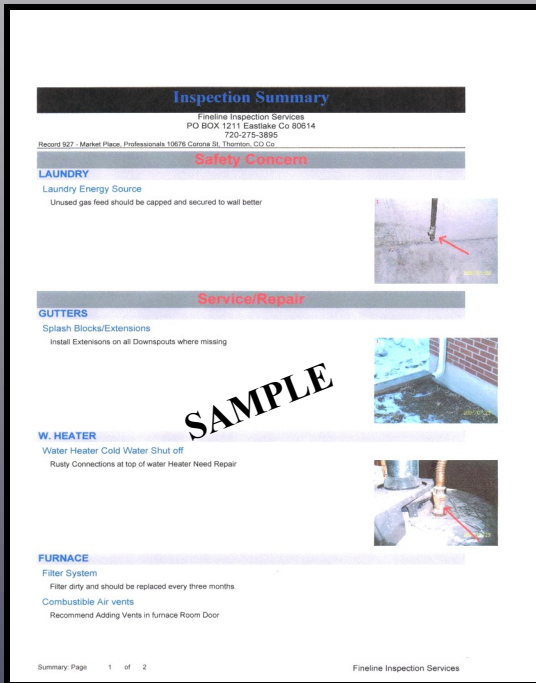 Inspection Summary
Fineline Inspection Services
PO BOX 1211 Eastlake Co 80614
720-275-3895
Record 927 - Market Place, Professionals 10676 Corona St, Thornton, CO Co
Safety Concern
LAUNDRY
Laundry Energy Source
Unused gas feed should be capped and secured to wall better
Service/Repair
GUTTERS
Splash Blocks/Extensions
Install Extenisons on all Downspouts where missing
SAMPLE
W. HEATER
Water Heater Cold Water Shut off
Rusty Connections at top of water Heater Need Repair
FURNACE
Filter System
Filter dirty and should be replaced every three months
Combustible Air vents
Recommend Adding Vents in furnace Room Door
Summary: Page 1 of 2
Fineline Inspection Services